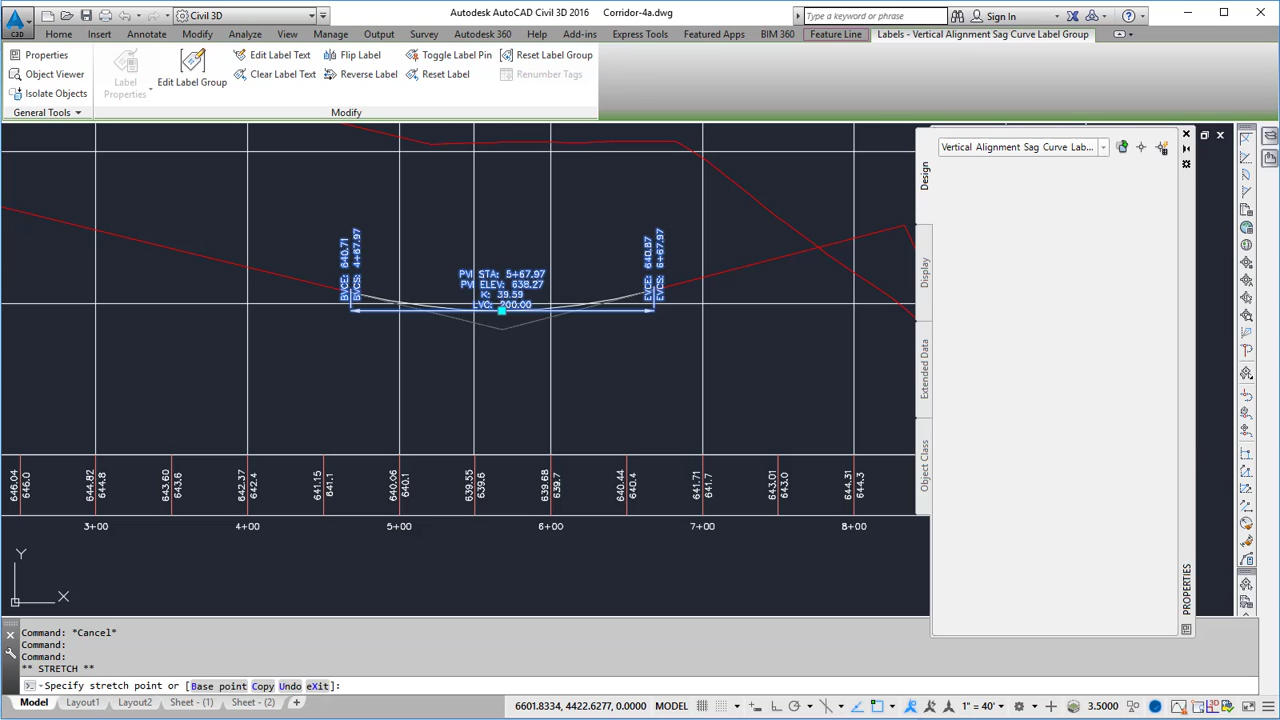 Civil 3D
Autodesk AutoCAD Civil 3D 2016 Corridor-4a.dwg
Type a keyword or phrase
Sign In
C3D
Home Insert Annotate View Modify Analyze Manage Output Survey Autodesk 360 Help Add-ins Express Tools Featured Apps BIM 360 Feature Line Labels - Vertical Alignment Sag Curve Label Group
Properties
Object Viewer
Isolate Objects
General Tools
Label Properties
Edit Label Group
Edit Label Text
Clear Label Text
Flip Label
Reverse Label
Toggle Label Pin
Reset Label
Reset Label Group
Renumber Tags
Modify
Vertical Alignment Sag Curve Lab...
Design
Display
Extended Data
Object Class
PROPERTIES
BVCE: 640.71
BVCS: 4+67.97
PVI STA: 5+67.97
PVI ELEV: 638.27
K: 39.59
LVC: 200.00
EVCE: 640.87
EVCS: 6+67.97
646.04
646.0
644.82
644.8
643.60
643.6
642.37
642.4
641.15
641.1
640.06
640.1
639.55
639.6
639.68
639.7
640.44
640.4
641.71
641.7
643.01
643.0
644.31
644.3
3+00 4+00 5+00 6+00 7+00 8+00
Y
X
Command: *Cancel*
Command:
Command:
** STRETCH **
Specify stretch point or [Base point Copy Undo eXit]:
Model Layout1 Layout2 Sheet - (1) Sheet - (2) +
6601.8334, 4422.6277, 0.0000 MODEL
1" = 40'
3.5000